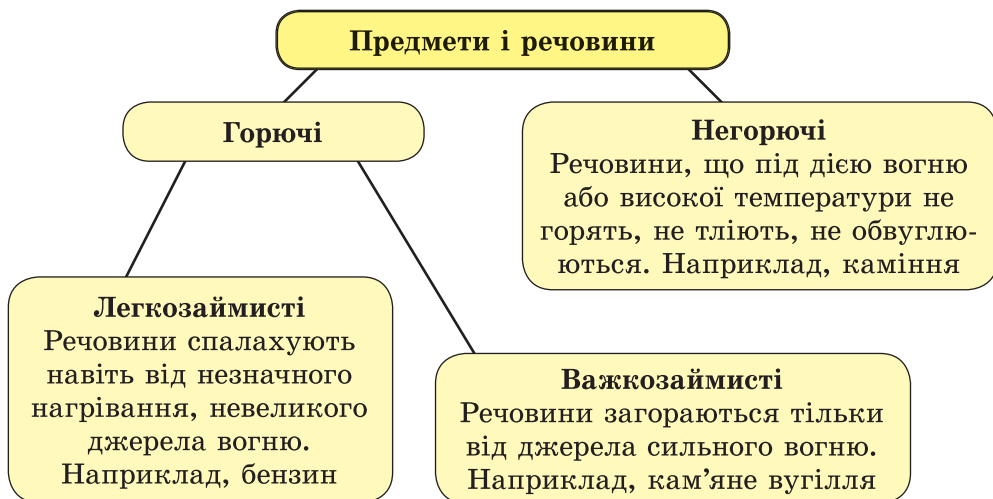 Предмети і речовини
Горючі
Негорючі
Речовини, що під дією вогню
або високої температури не
горять, не тліють, не обвуглю-
ються. Наприклад, каміння
Легкозаймисті
Речовини спалахують
навіть від незначного
нагрівання, невеликого
джерела вогню.
Наприклад, бензин
Важкозаймисті
Речовини загораються тільки
від джерела сильного вогню.
Наприклад, кам’яне вугілля